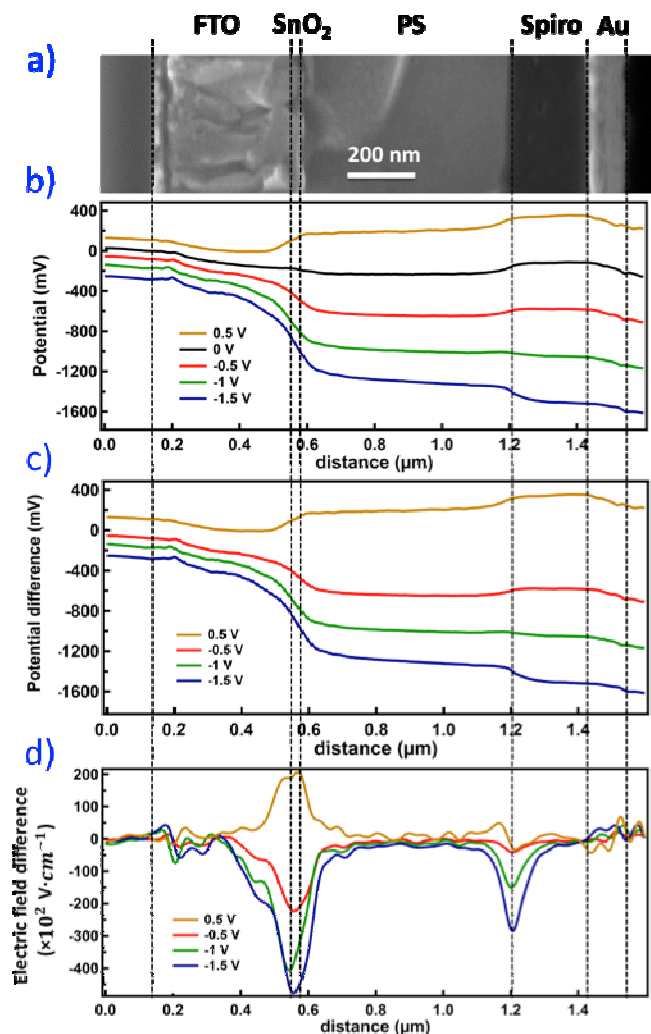 FTO SnO₂ PS Spiro Au
a)
200 nm
b)
Potential (mV)
400
0
-400
-800
-1200
-1600
0.5 V
0 V
-0.5 V
-1 V
-1.5 V
0.0 0.2 0.4 0.6 0.8 1.0 1.2 1.4
distance (µm)
c)
Potential difference (mV)
400
0
-400
-800
-1200
-1600
0.5 V
-0.5 V
-1 V
-1.5 V
0.0 0.2 0.4 0.6 0.8 1.0 1.2 1.4
distance (µm)
d)
Electric field difference
(×10² V·cm⁻¹)
200
100
0
-100
-200
-300
-400
0.5 V
-0.5 V
-1 V
-1.5 V
0.0 0.2 0.4 0.6 0.8 1.0 1.2 1.4
distance (µm)